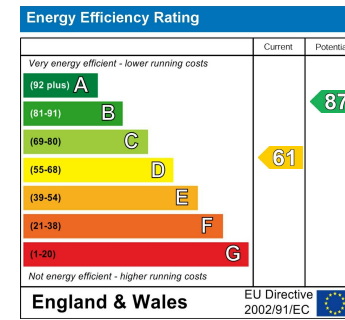 Energy Efficiency Rating
Current
Very energy efficient - lower running costs
(92 plus) A
(81-91) B
87
(69-80) C
(55-68) D
61
(39-54) E
(21-38) F
(1-20) G
Not energy efficient - higher running costs
England & Wales
EU Directive
2002/91/EC